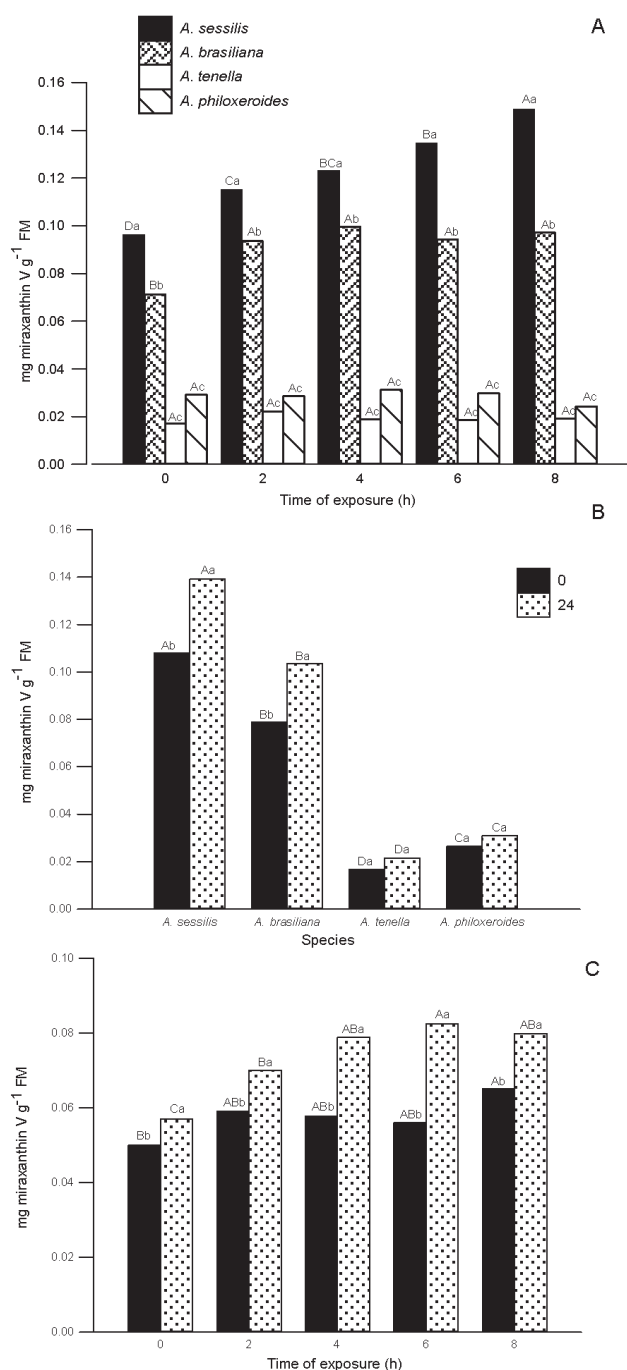 A. sessilis
A
A. brasiliana
A. tenella
A. philoxeroides
0.16
Aa
0.14
Ba
BCa
0.12
Ca
Da
Ab
Ab
Ab
Ab
0.10
0.08
Bb
0.06
0.04
Ac
Ac
Ac
Ac
Ac
Ac
Ac
Ac
Ac
Ac
0.02
0.00
mg miraxanthin V g-1 FM
0 2 4 6 8
Time of exposure (h)
B
0.16
0.14
Aa
0
24
0.12
Ab
Ba
0.10
0.08
Bb
0.06
0.04
Da
Da
Ca
Ca
0.02
0.00
mg miraxanthin V g-1 FM
A. sessilis A. brasiliana A. tenella A. philoxeroides
Species
0.10
C
0.08
ABa
Aa
ABa
Ba
Ab
0.06
Bb
Ca
ABb
ABb
ABb
0.04
0.02
0.00
mg miraxanthin V g-1 FM
0 2 4 6 8
Time of exposure (h)